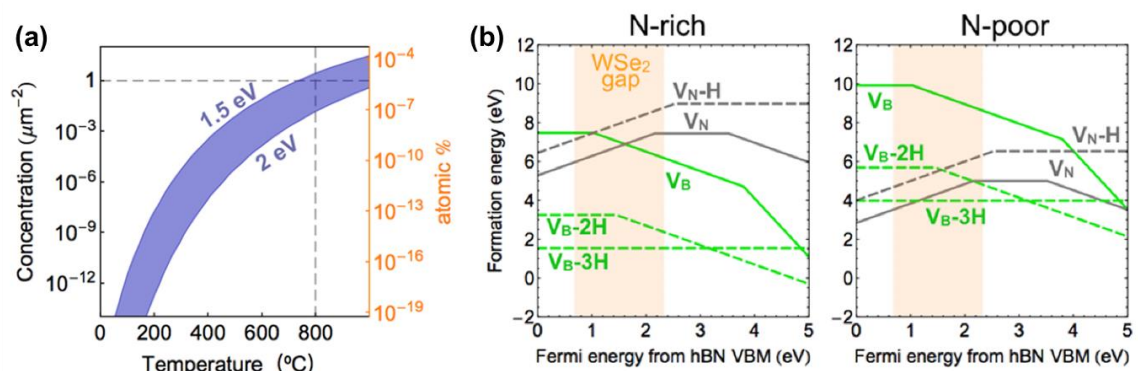 (a)
Concentration (μm⁻²)
1
10⁻³
10⁻⁶
10⁻⁹
10⁻¹²
1.5 eV
2 eV
10⁻⁴
10⁻⁷
10⁻¹⁰
10⁻¹³
10⁻¹⁶
10⁻¹⁹
atomic %
0 200 400 600 800
Temperature (ºC)
(b)
N-rich
Formation energy (eV)
12
10
8
6
4
2
0
-2
WSe₂
gap
V_N-H
V_N
V_B
V_B-2H
V_B-3H
0 1 2 3 4 5
Fermi energy from hBN VBM (eV)
N-poor
12
10
8
6
4
2
0
-2
V_B
V_N-H
V_B-2H
V_N
V_B-3H
0 1 2 3 4 5
Fermi energy from hBN VBM (eV)